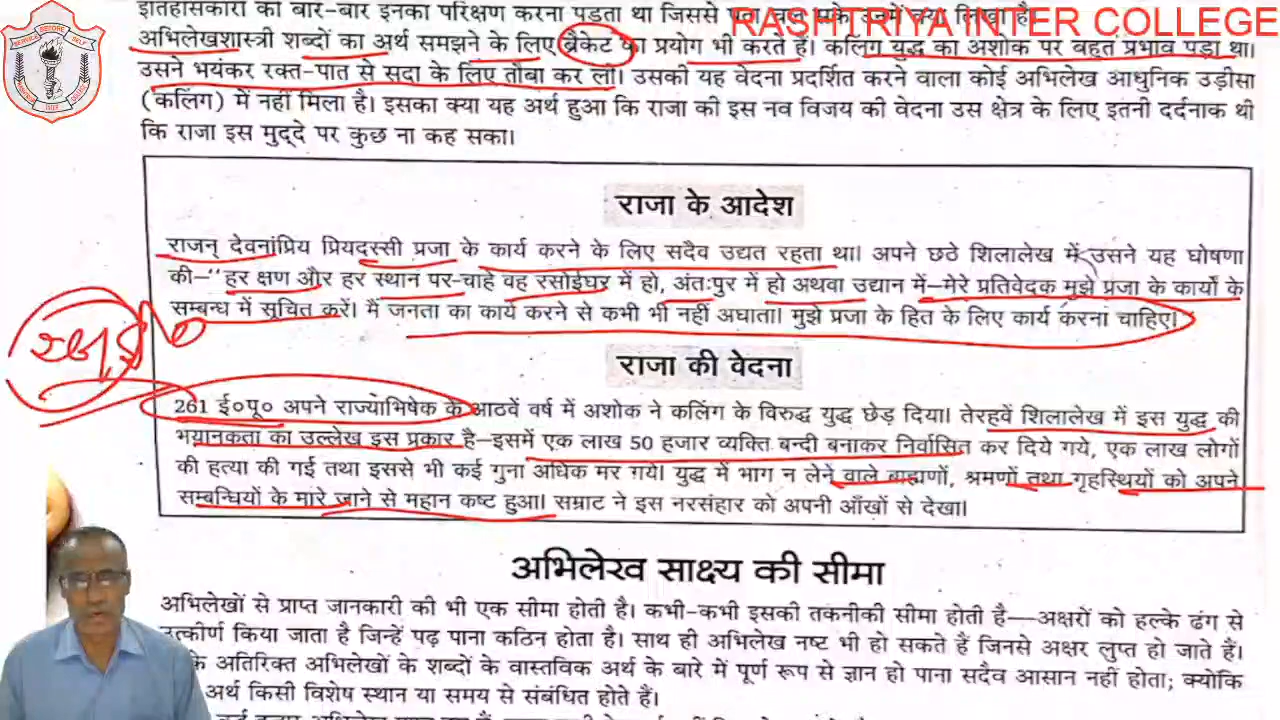 RASHTRIYA INTER COLLEGE
इतिहासकारों को बार-बार इनका परिक्षण करना पड़ता था जिससे
अभिलेखशास्त्री शब्दों का अर्थ समझने के लिए ब्रैकेट का प्रयोग भी करते हैं। कलिंग युद्ध का अशोक पर बहुत प्रभाव पड़ा था।
उसने भयंकर रक्त-पात से सदा के लिए तौबा कर ली। उसकी यह वेदना प्रदर्शित करने वाला कोई अभिलेख आधुनिक उड़ीसा
(कलिंग) में नहीं मिला है। इसका क्या यह अर्थ हुआ कि राजा की इस नव विजय की वेदना उस क्षेत्र के लिए इतनी दर्दनाक थी
कि राजा इस मुद्दे पर कुछ ना कह सका।
राजा के आदेश
राजन् देवनांप्रिय प्रियदस्सी प्रजा के कार्य करने के लिए सदैव उद्यत रहता था। अपने छठे शिलालेख में उसने यह घोषणा
की–"हर क्षण और हर स्थान पर-चाहे वह रसोईघर में हो, अंतःपुर में हो अथवा उद्यान में–मेरे प्रतिवेदक मुझे प्रजा के कार्यों के
सम्बन्ध में सूचित करें। मैं जनता का कार्य करने से कभी भी नहीं अघाता। मुझे प्रजा के हित के लिए कार्य करना चाहिए।
राजा की वेदना
261 ई०पू० अपने राज्याभिषेक के आठवें वर्ष में अशोक ने कलिंग के विरुद्ध युद्ध छेड़ दिया। तेरहवें शिलालेख में इस युद्ध की
भयानकता का उल्लेख इस प्रकार है–इसमें एक लाख 50 हजार व्यक्ति बन्दी बनाकर निर्वासित कर दिये गये, एक लाख लोगों
की हत्या की गई तथा इससे भी कई गुना अधिक मर गये। युद्ध में भाग न लेने वाले ब्राह्मणों, श्रमणों तथा गृहस्थियों को अपने
सम्बन्धियों के मारे जाने से महान कष्ट हुआ। सम्राट ने इस नरसंहार को अपनी आँखों से देखा।
अभिलेख साक्ष्य की सीमा
अभिलेखों से प्राप्त जानकारी की भी एक सीमा होती है। कभी-कभी इसकी तकनीकी सीमा होती है—अक्षरों को हल्के ढंग से
उत्कीर्ण किया जाता है जिन्हें पढ़ पाना कठिन होता है। साथ ही अभिलेख नष्ट भी हो सकते हैं जिनसे अक्षर लुप्त हो जाते हैं।
अतिरिक्त अभिलेखों के शब्दों के वास्तविक अर्थ के बारे में पूर्ण रूप से ज्ञान हो पाना सदैव आसान नहीं होता; क्योंकि
अर्थ किसी विशेष स्थान या समय से संबंधित होते हैं।